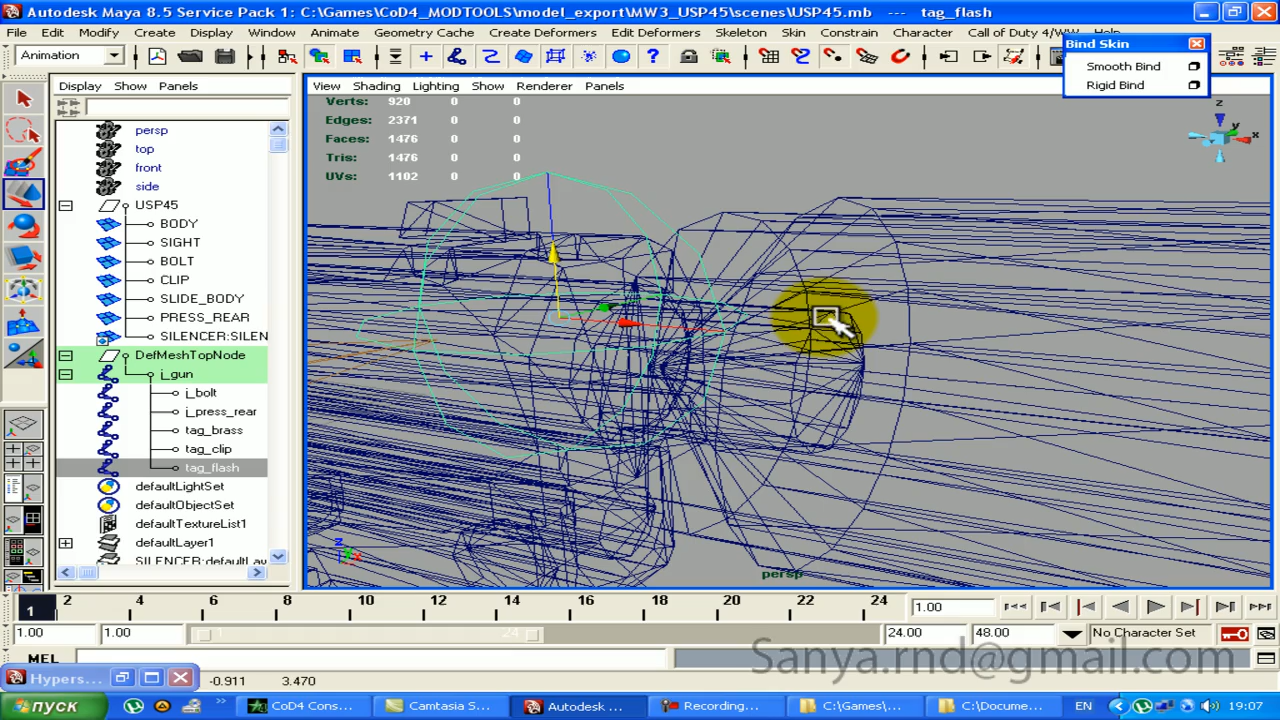 Autodesk Maya 8.5 Service Pack 1: C:\Games\CoD4_MODTOOLS\model_export\MW3_USP45\scenes\USP45.mb --- tag_flash
File Edit Modify Create Display Window Animate Geometry Cache Create Deformers Edit Deformers Skeleton Skin Constrain Character Call of Duty 4/WW Help
Bind Skin
Smooth Bind
Rigid Bind
Animation
Display Show Panels
View Shading Lighting Show Renderer Panels
Verts: 920 0 0
Edges: 2371 0 0
Faces: 1476 0 0
Tris: 1476 0 0
UVs: 1102 0 0
persp
top
front
side
USP45
BODY
SIGHT
BOLT
CLIP
SLIDE_BODY
PRESS_REAR
SILENCER:SILEN
DefMeshTopNode
j_gun
j_bolt
j_press_rear
tag_brass
tag_clip
tag_flash
defaultLightSet
defaultObjectSet
defaultTextureList1
defaultLayer1
SILENCER:defaultLay
z
y
x
z
y
x
persp
1 2 4 6 8 10 12 14 16 18 20 22 24
1.00
1.00 1.00 24 24.00 48.00 No Character Set
MEL
Sanya.rnd@gmail.com
Hypers...
-0.911 3.470
пуск
CoD4 Cons...
Camtasia S...
Autodesk ...
Recording...
C:\Games\...
C:\Docume...
EN
19:07